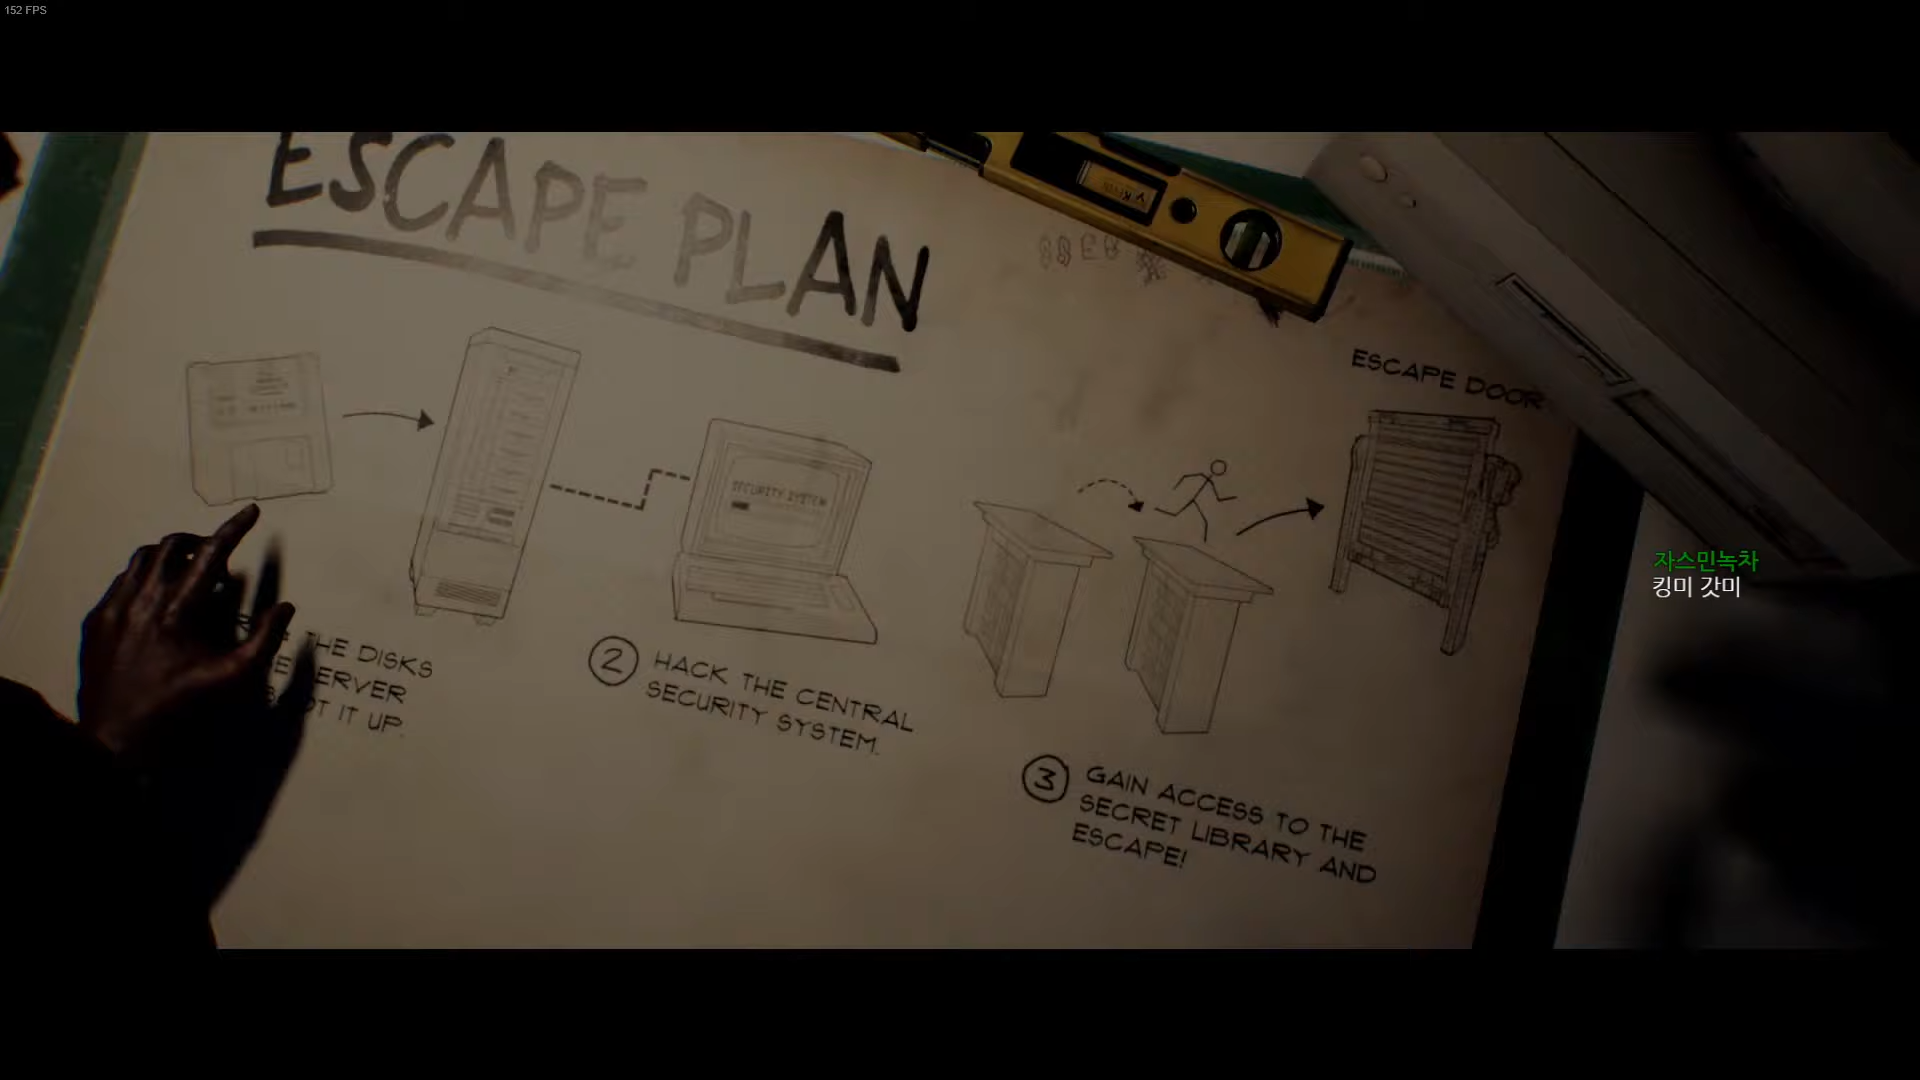 152 FPS
ESCAPE PLAN
ESCAPE DOOR
SECURITY SYSTEM
THE DISKS
IT UP.
2 HACK THE CENTRAL
SECURITY SYSTEM.
3 GAIN ACCESS TO THE
SECRET LIBRARY AND
ESCAPE!
자스민녹차
킹미 갓미